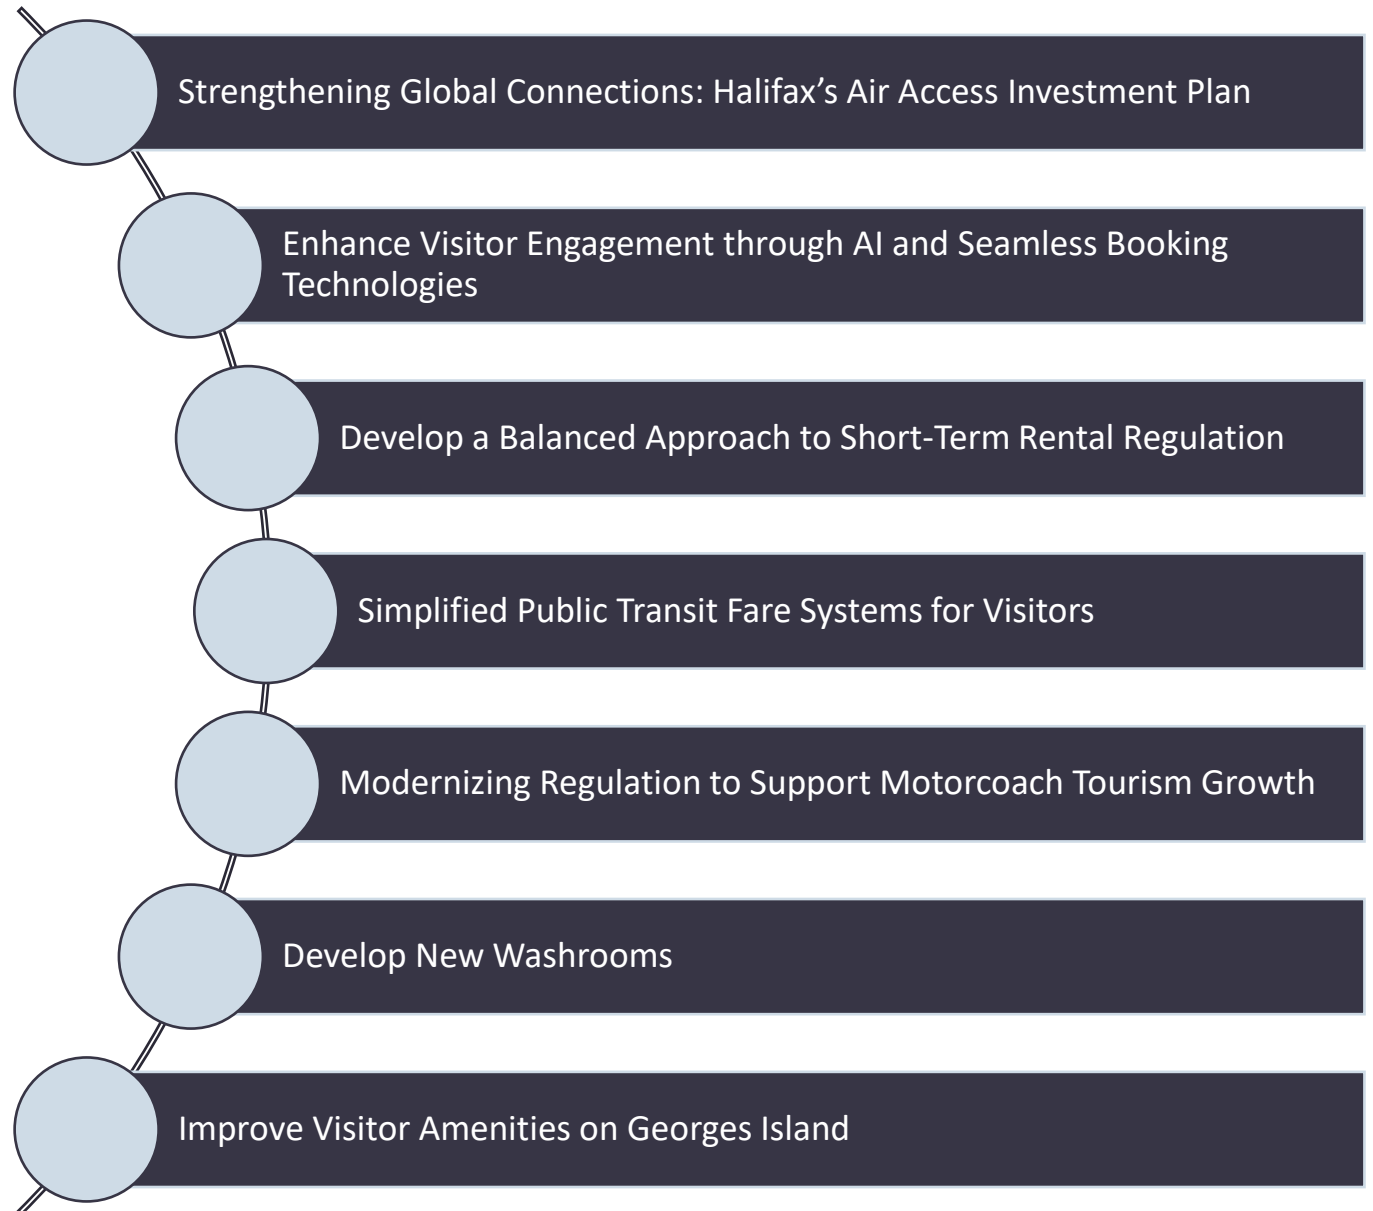 Strengthening Global Connections: Halifax’s Air Access Investment Plan
Enhance Visitor Engagement through AI and Seamless Booking
Technologies
Develop a Balanced Approach to Short-Term Rental Regulation
Simplified Public Transit Fare Systems for Visitors
Modernizing Regulation to Support Motorcoach Tourism Growth
Develop New Washrooms
Improve Visitor Amenities on Georges Island